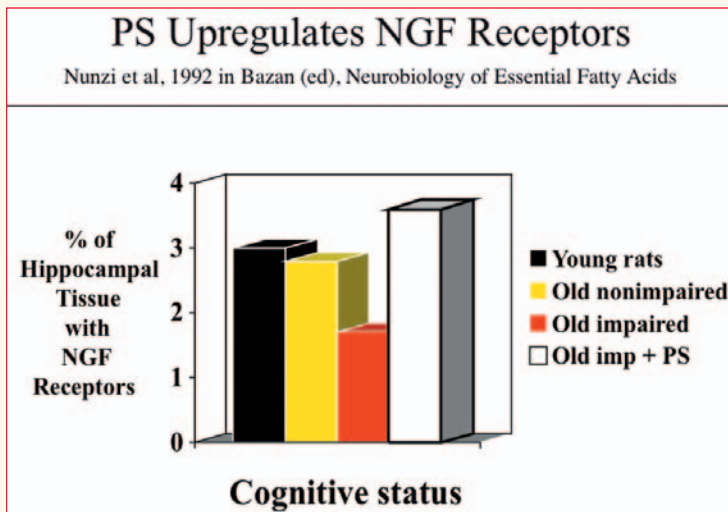 PS Upregulates NGF Receptors
Nunzi et al, 1992 in Bazan (ed), Neurobiology of Essential Fatty Acids
% of
Hippocampal
Tissue
with
NGF
Receptors
4
3
2
1
0
Young rats
Old nonimpaired
Old impaired
Old imp + PS
Cognitive status